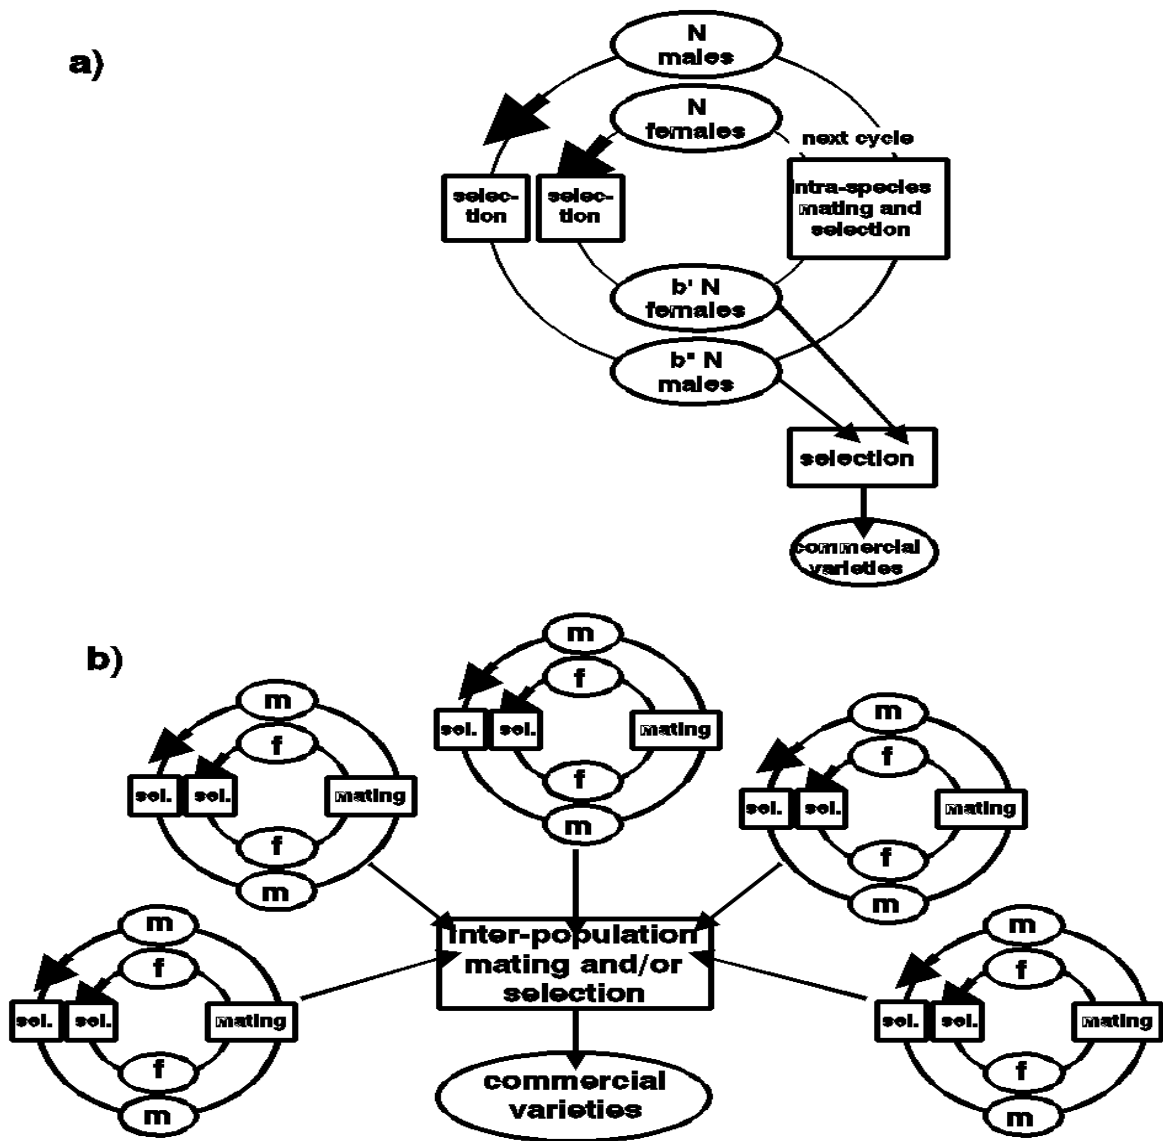 a)
N
males
N
females
next cycle
selec-
tion
selec-
tion
intra-species
mating and
selection
b' N
females
b" N
males
selection
commercial
varieties
b)
m
f
sel.
sel.
mating
f
m
m
f
sel.
sel.
mating
f
m
m
f
sel.
sel.
mating
f
m
m
f
sel.
sel.
mating
f
m
m
f
sel.
sel.
mating
f
m
inter-population
mating and/or
selection
commercial
varieties